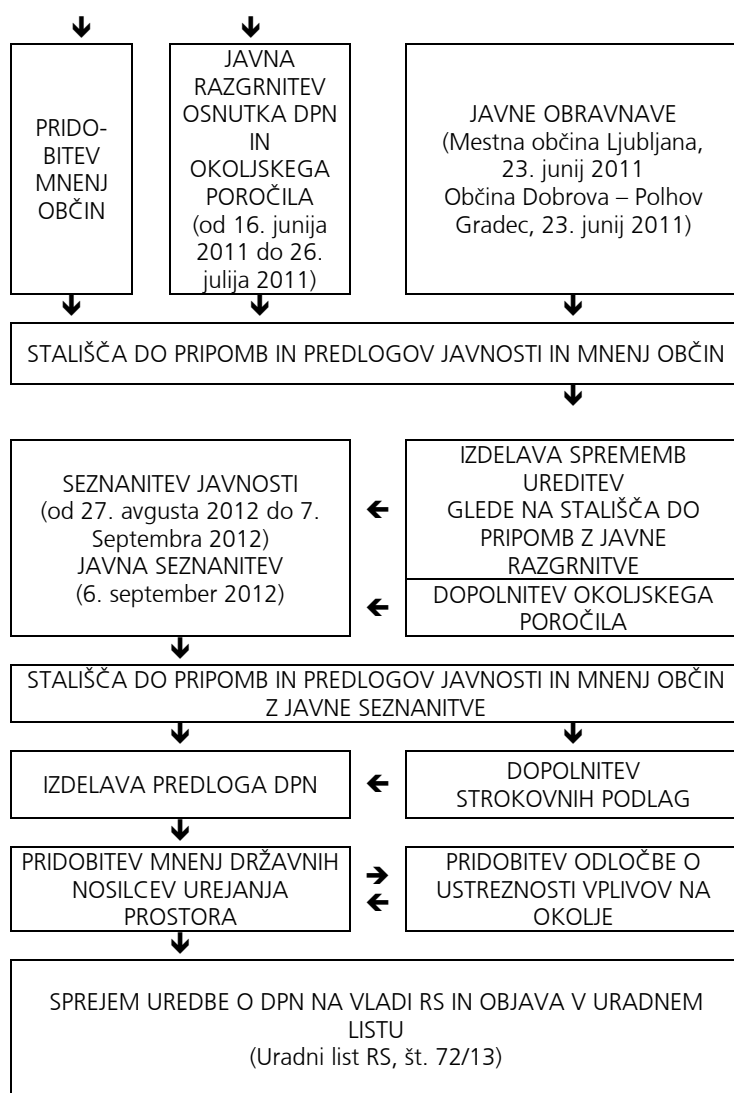 PRIDO-
BITEV
MNENJ
OBČIN
JAVNA
RAZGRNITEV
OSNUTKA DPN
IN
OKOLJSKEGA
POROČILA
(od 16. junija
2011 do 26.
julija 2011)
JAVNE OBRAVNAVE
(Mestna občina Ljubljana,
23. junij 2011
Občina Dobrova – Polhov
Gradec, 23. junij 2011)
STALIŠČA DO PRIPOMB IN PREDLOGOV JAVNOSTI IN MNENJ OBČIN
SEZNANITEV JAVNOSTI
(od 27. avgusta 2012 do 7.
Septembra 2012)
JAVNA SEZNANITEV
(6. september 2012)
IZDELAVA SPREMEMB
UREDITEV
GLEDE NA STALIŠČA DO
PRIPOMB Z JAVNE
RAZGRNITVE
DOPOLNITEV OKOLJSKEGA
POROČILA
STALIŠČA DO PRIPOMB IN PREDLOGOV JAVNOSTI IN MNENJ OBČIN
Z JAVNE SEZNANITVE
IZDELAVA PREDLOGA DPN
DOPOLNITEV
STROKOVNIH PODLAG
PRIDOBITEV MNENJ DRŽAVNIH
NOSILCEV UREJANJA
PROSTORA
PRIDOBITEV ODLOČBE O
USTREZNOSTI VPLIVOV NA
OKOLJE
SPREJEM UREDBE O DPN NA VLADI RS IN OBJAVA V URADNEM
LISTU
(Uradni list RS, št. 72/13)